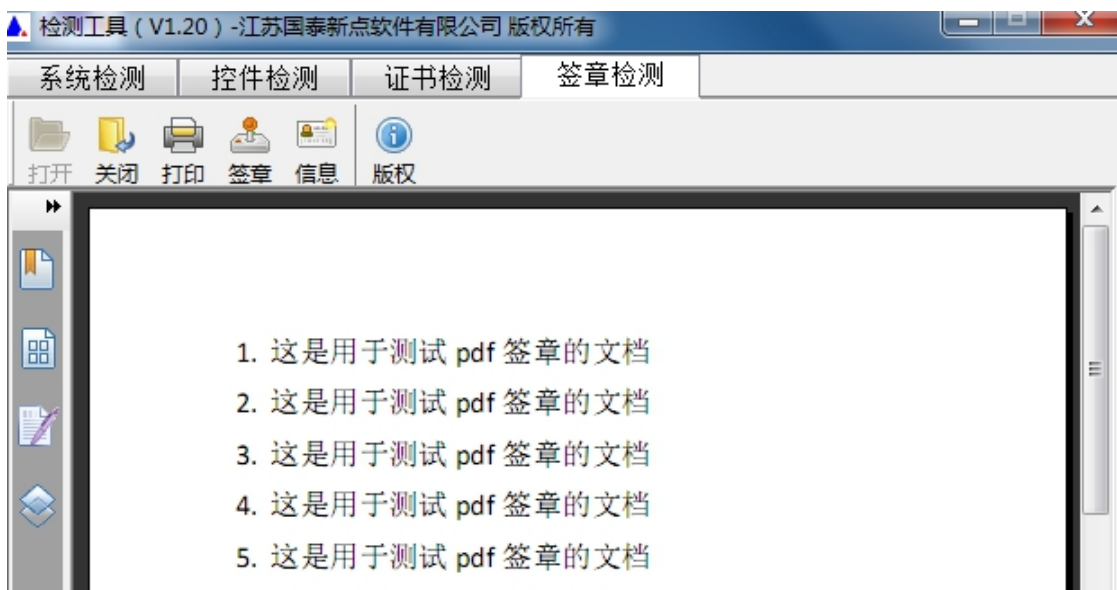 检测工具（V1.20）-江苏国泰新点软件有限公司 版权所有
系统检测 控件检测 证书检测 签章检测
打开 关闭 打印 签章 信息 版权
1. 这是用于测试 pdf 签章的文档
2. 这是用于测试 pdf 签章的文档
3. 这是用于测试 pdf 签章的文档
4. 这是用于测试 pdf 签章的文档
5. 这是用于测试 pdf 签章的文档